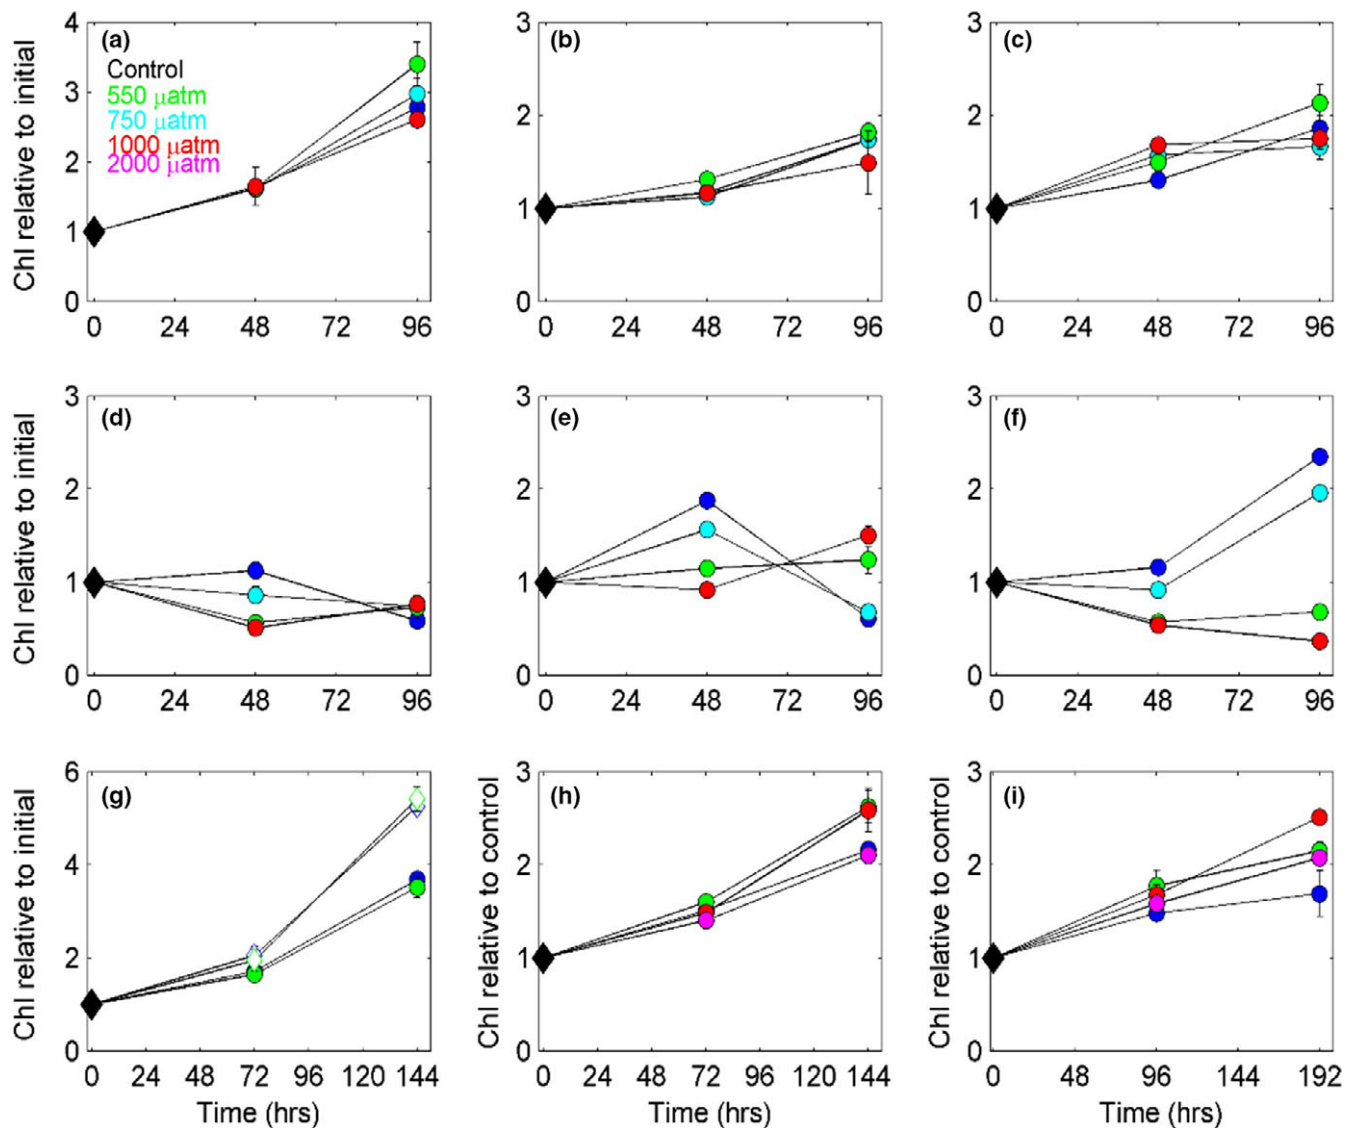 (a)
Control
550 μatm
750 μatm
1000 μatm
2000 μatm
Chl relative to initial
4
3
2
1
0
0 24 48 72 96
(b)
3
2
1
0
0 24 48 72 96
(c)
3
2
1
0
0 24 48 72 96
(d)
Chl relative to initial
3
2
1
0
0 24 48 72 96
(e)
3
2
1
0
0 24 48 72 96
(f)
3
2
1
0
0 24 48 72 96
(g)
Chl relative to initial
6
4
2
0
0 24 48 72 96 120 144
Time (hrs)
(h)
Chl relative to control
3
2
1
0
0 24 48 72 96 120 144
Time (hrs)
(i)
Chl relative to control
3
2
1
0
0 48 96 144 192
Time (hrs)